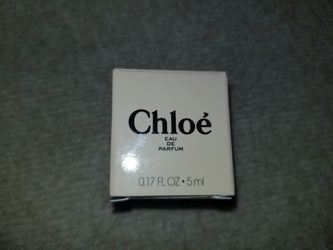 Chloé
EAU
DE
PARFUM
0.17 FL OZ • 5 ml